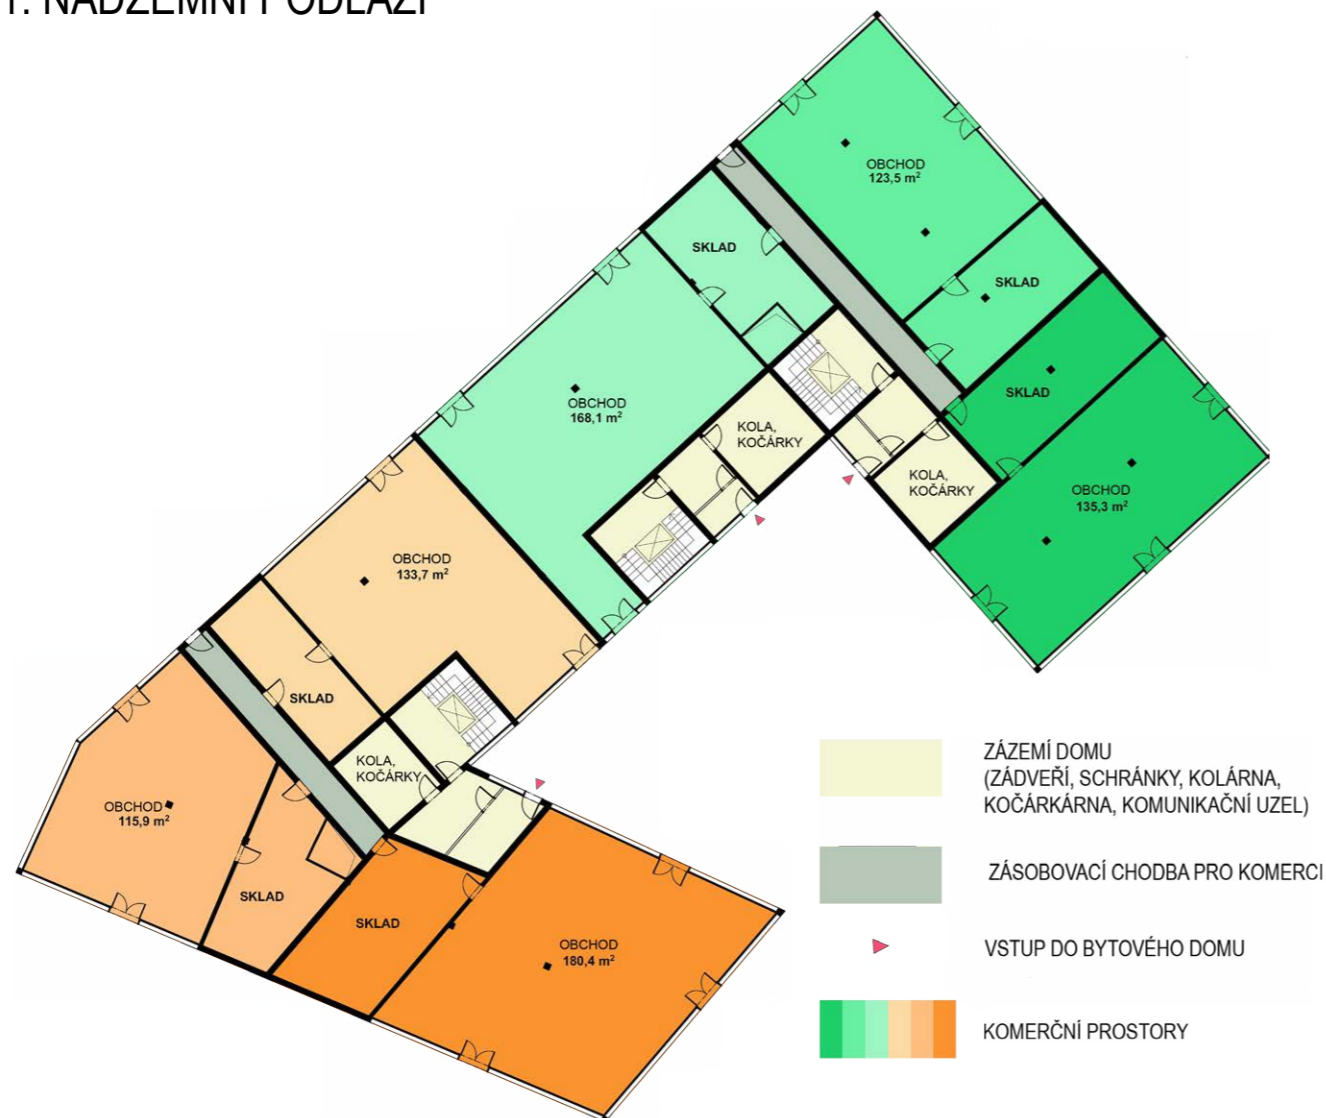 1. NADZEMNÍ PODLAŽÍ
OBCHOD
123,5 m²
SKLAD
SKLAD
SKLAD
OBCHOD
168,1 m²
KOLA,
KOČÁRKY
KOLA,
KOČÁRKY
OBCHOD
135,3 m²
OBCHOD
133,7 m²
SKLAD
KOLA,
KOČÁRKY
OBCHOD
115,9 m²
SKLAD
SKLAD
OBCHOD
180,4 m²
ZÁZEMÍ DOMU
(ZÁDVEŘÍ, SCHRÁNKY, KOLÁRNA,
KOČÁRKÁRNA, KOMUNIKAČNÍ UZEL)
ZÁSOBOVACÍ CHODBA PRO KOMERCI
VSTUP DO BYTOVÉHO DOMU
KOMERČNÍ PROSTORY